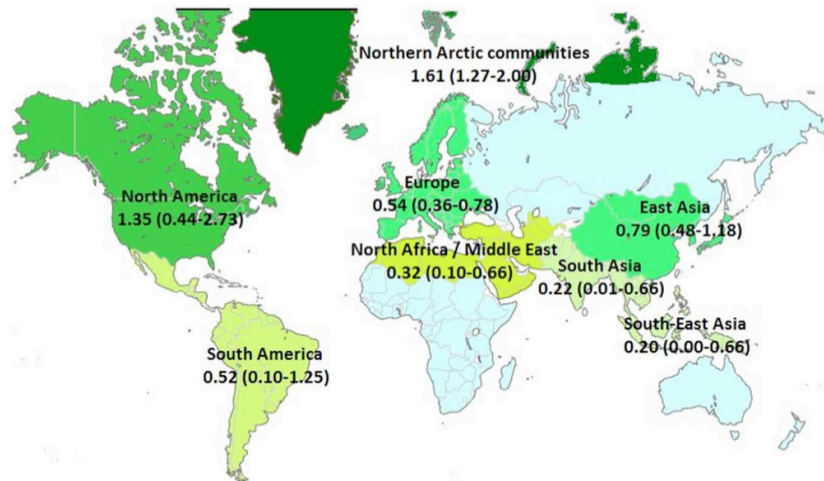 Northern Arctic communities
1.61 (1.27-2.00)
North America
1.35 (0.44-2.73)
Europe
0.54 (0.36-0.78)
East Asia
0.79 (0.48-1.18)
North Africa / Middle East
0.32 (0.10-0.66)
South Asia
0.22 (0.01-0.66)
South-East Asia
0.20 (0.00-0.66)
South America
0.52 (0.10-1.25)